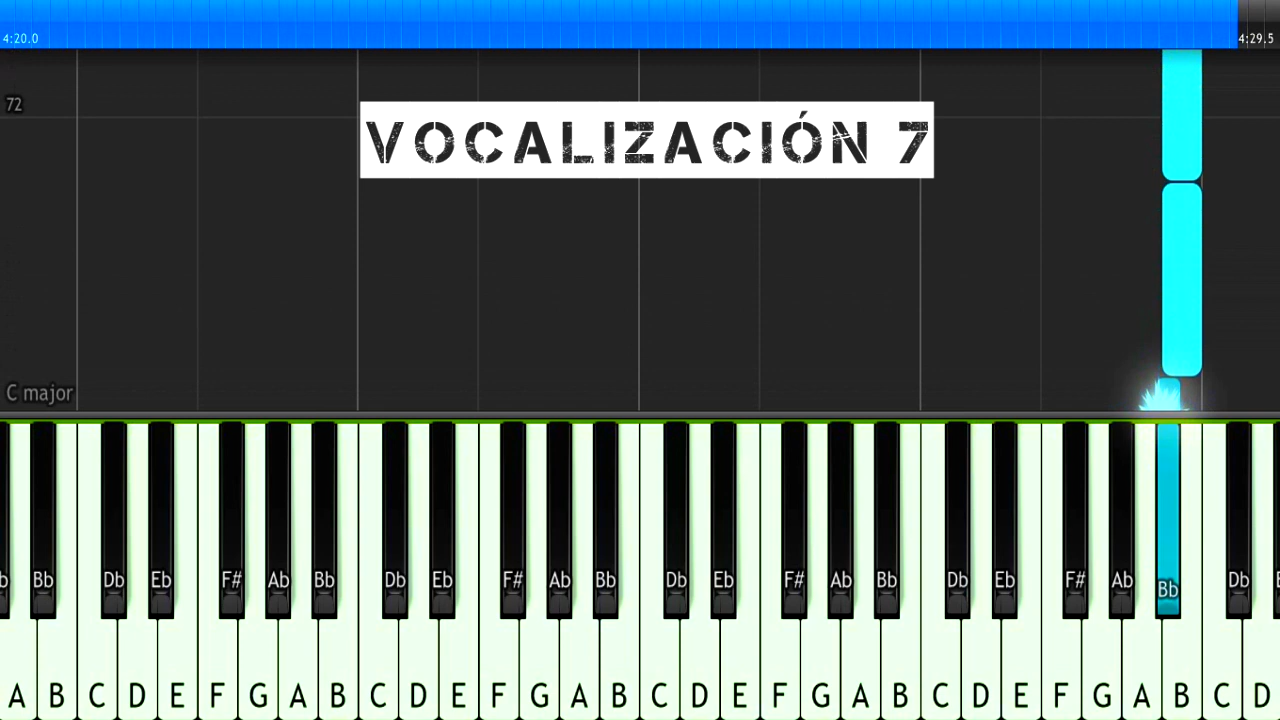 4:20.0 4:29.5
72
VOCALIZACIÓN 7
C major
Bb Db Eb F# Ab Bb Db Eb F# Ab Bb Db Eb F# Ab Bb Db Eb F# Ab Bb Db
A B C D E F G A B C D E F G A B C D E F G A B C D E F G A B C D